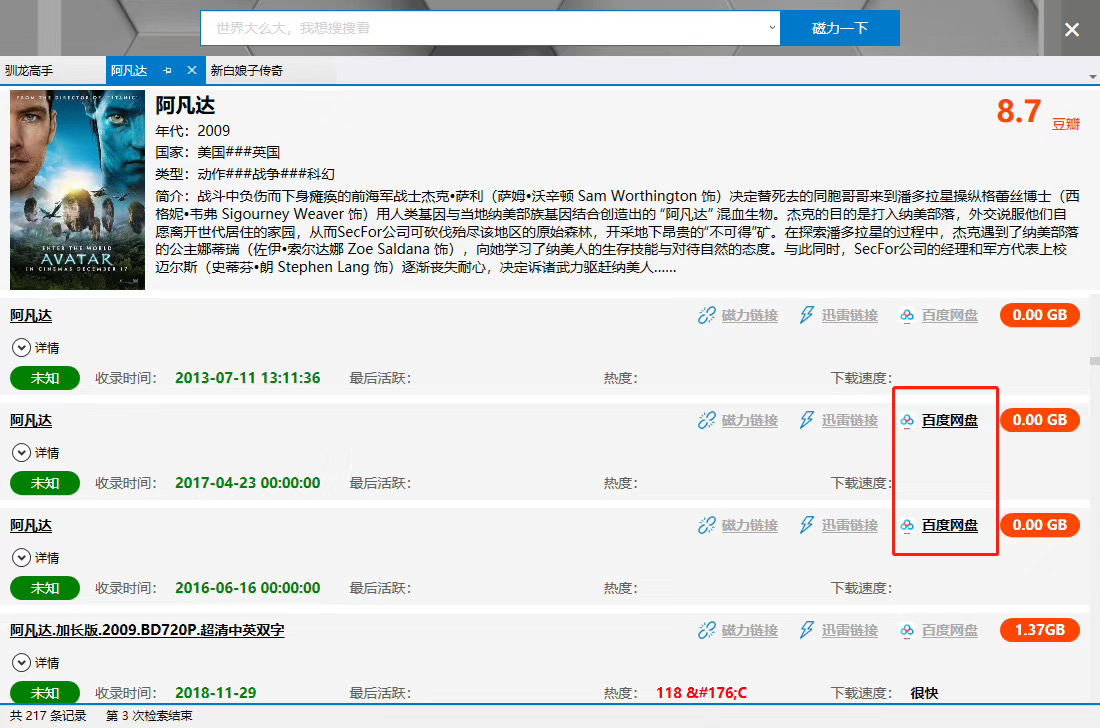 世界大么大，我想搜搜看
磁力一下
驯龙高手
阿凡达
新白娘子传奇
FROM THE DIRECTOR OF "TITANIC"
ENTER THE WORLD
AVATAR
IN CINEMAS DECEMBER 17
阿凡达
8.7 豆瓣
年代：2009
国家：美国###英国
类型：动作###战争###科幻
简介：战斗中负伤而下身瘫痪的前海军战士杰克•萨利（萨姆•沃辛顿 Sam Worthington 饰）决定替死去的同胞哥哥来到潘多拉星操纵格蕾丝博士（西
格妮•韦弗 Sigourney Weaver 饰）用人类基因与当地纳美部族基因结合创造出的 “阿凡达” 混血生物。杰克的目的是打入纳美部落，外交说服他们自
愿离开世代居住的家园，从而SecFor公司可砍伐殆尽该地区的原始森林，开采地下昂贵的“不可得”矿。在探索潘多拉星的过程中，杰克遇到了纳美部落
的公主娜蒂瑞（佐伊•索尔达娜 Zoe Saldana 饰），向她学习了纳美人的生存技能与对待自然的态度。与此同时，SecFor公司的经理和军方代表上校
迈尔斯（史蒂芬•朗 Stephen Lang 饰）逐渐丧失耐心，决定诉诸武力驱赶纳美人……
阿凡达 磁力链接 迅雷链接 百度网盘 0.00 GB
详情
未知 收录时间： 2013-07-11 13:11:36 最后活跃： 热度： 下载速度：
阿凡达 磁力链接 迅雷链接 百度网盘 0.00 GB
详情
未知 收录时间： 2017-04-23 00:00:00 最后活跃： 热度： 下载速度：
阿凡达 磁力链接 迅雷链接 百度网盘 0.00 GB
详情
未知 收录时间： 2016-06-16 00:00:00 最后活跃： 热度： 下载速度：
阿凡达.加长版.2009.BD720P.超清中英双字 磁力链接 迅雷链接 百度网盘 1.37GB
详情
未知 收录时间： 2018-11-29 最后活跃： 热度： 118 &#176;C 下载速度： 很快
共 217 条记录 第 3 次检索结束